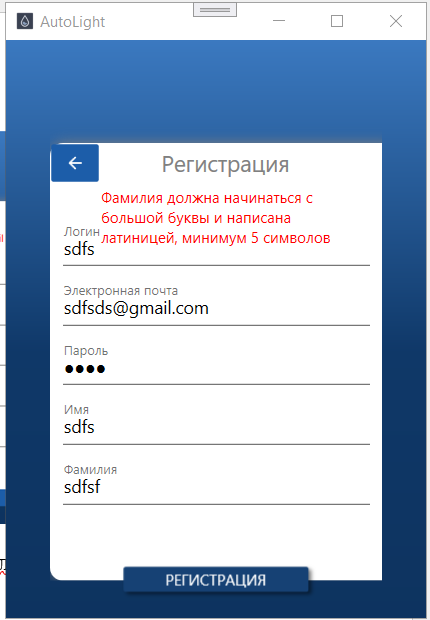 AutoLight
Регистрация
Фамилия должна начинаться с
большой буквы и написана
латиницей, минимум 5 символов
Логин
sdfs
Электронная почта
sdfsds@gmail.com
Пароль
●●●●
Имя
sdfs
Фамилия
sdfsf
РЕГИСТРАЦИЯ